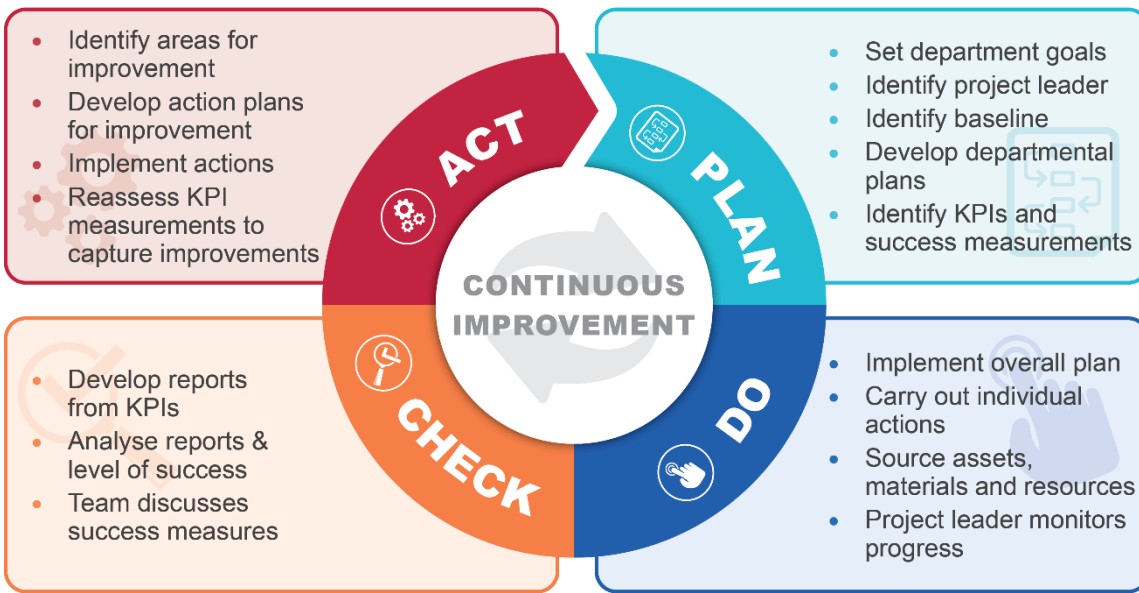 • Identify areas for
improvement
• Develop action plans
for improvement
• Implement actions
• Reassess KPI
measurements to
capture improvements
ACT
PLAN
• Set department goals
• Identify project leader
• Identify baseline
• Develop departmental
plans
• Identify KPIs and
success measurements
CONTINUOUS
IMPROVEMENT
• Develop reports
from KPIs
• Analyse reports &
level of success
• Team discusses
success measures
CHECK
DO
• Implement overall plan
• Carry out individual
actions
• Source assets,
materials and resources
• Project leader monitors
progress